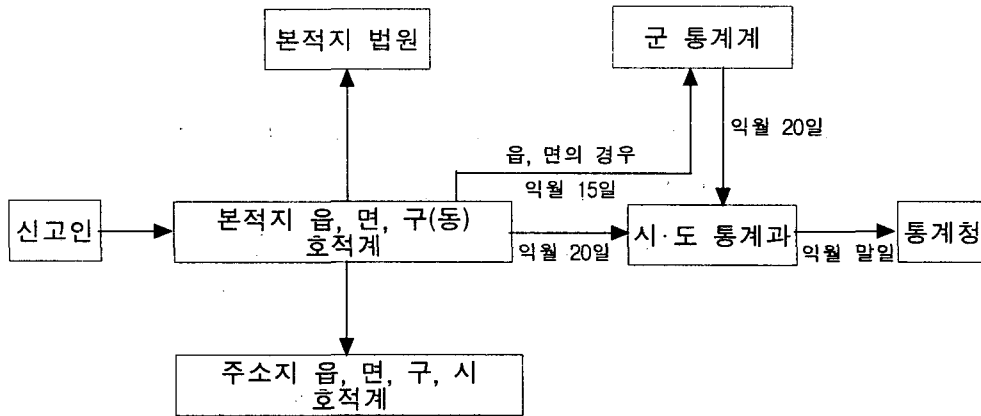 본적지 법원
군 통계계
익월 20일
읍, 면의 경우
익월 15일
신고인
본적지 읍, 면, 구(동)
호적계
익월 20일
시·도 통계과
익월 말일
통계청
주소지 읍, 면, 구, 시
호적계